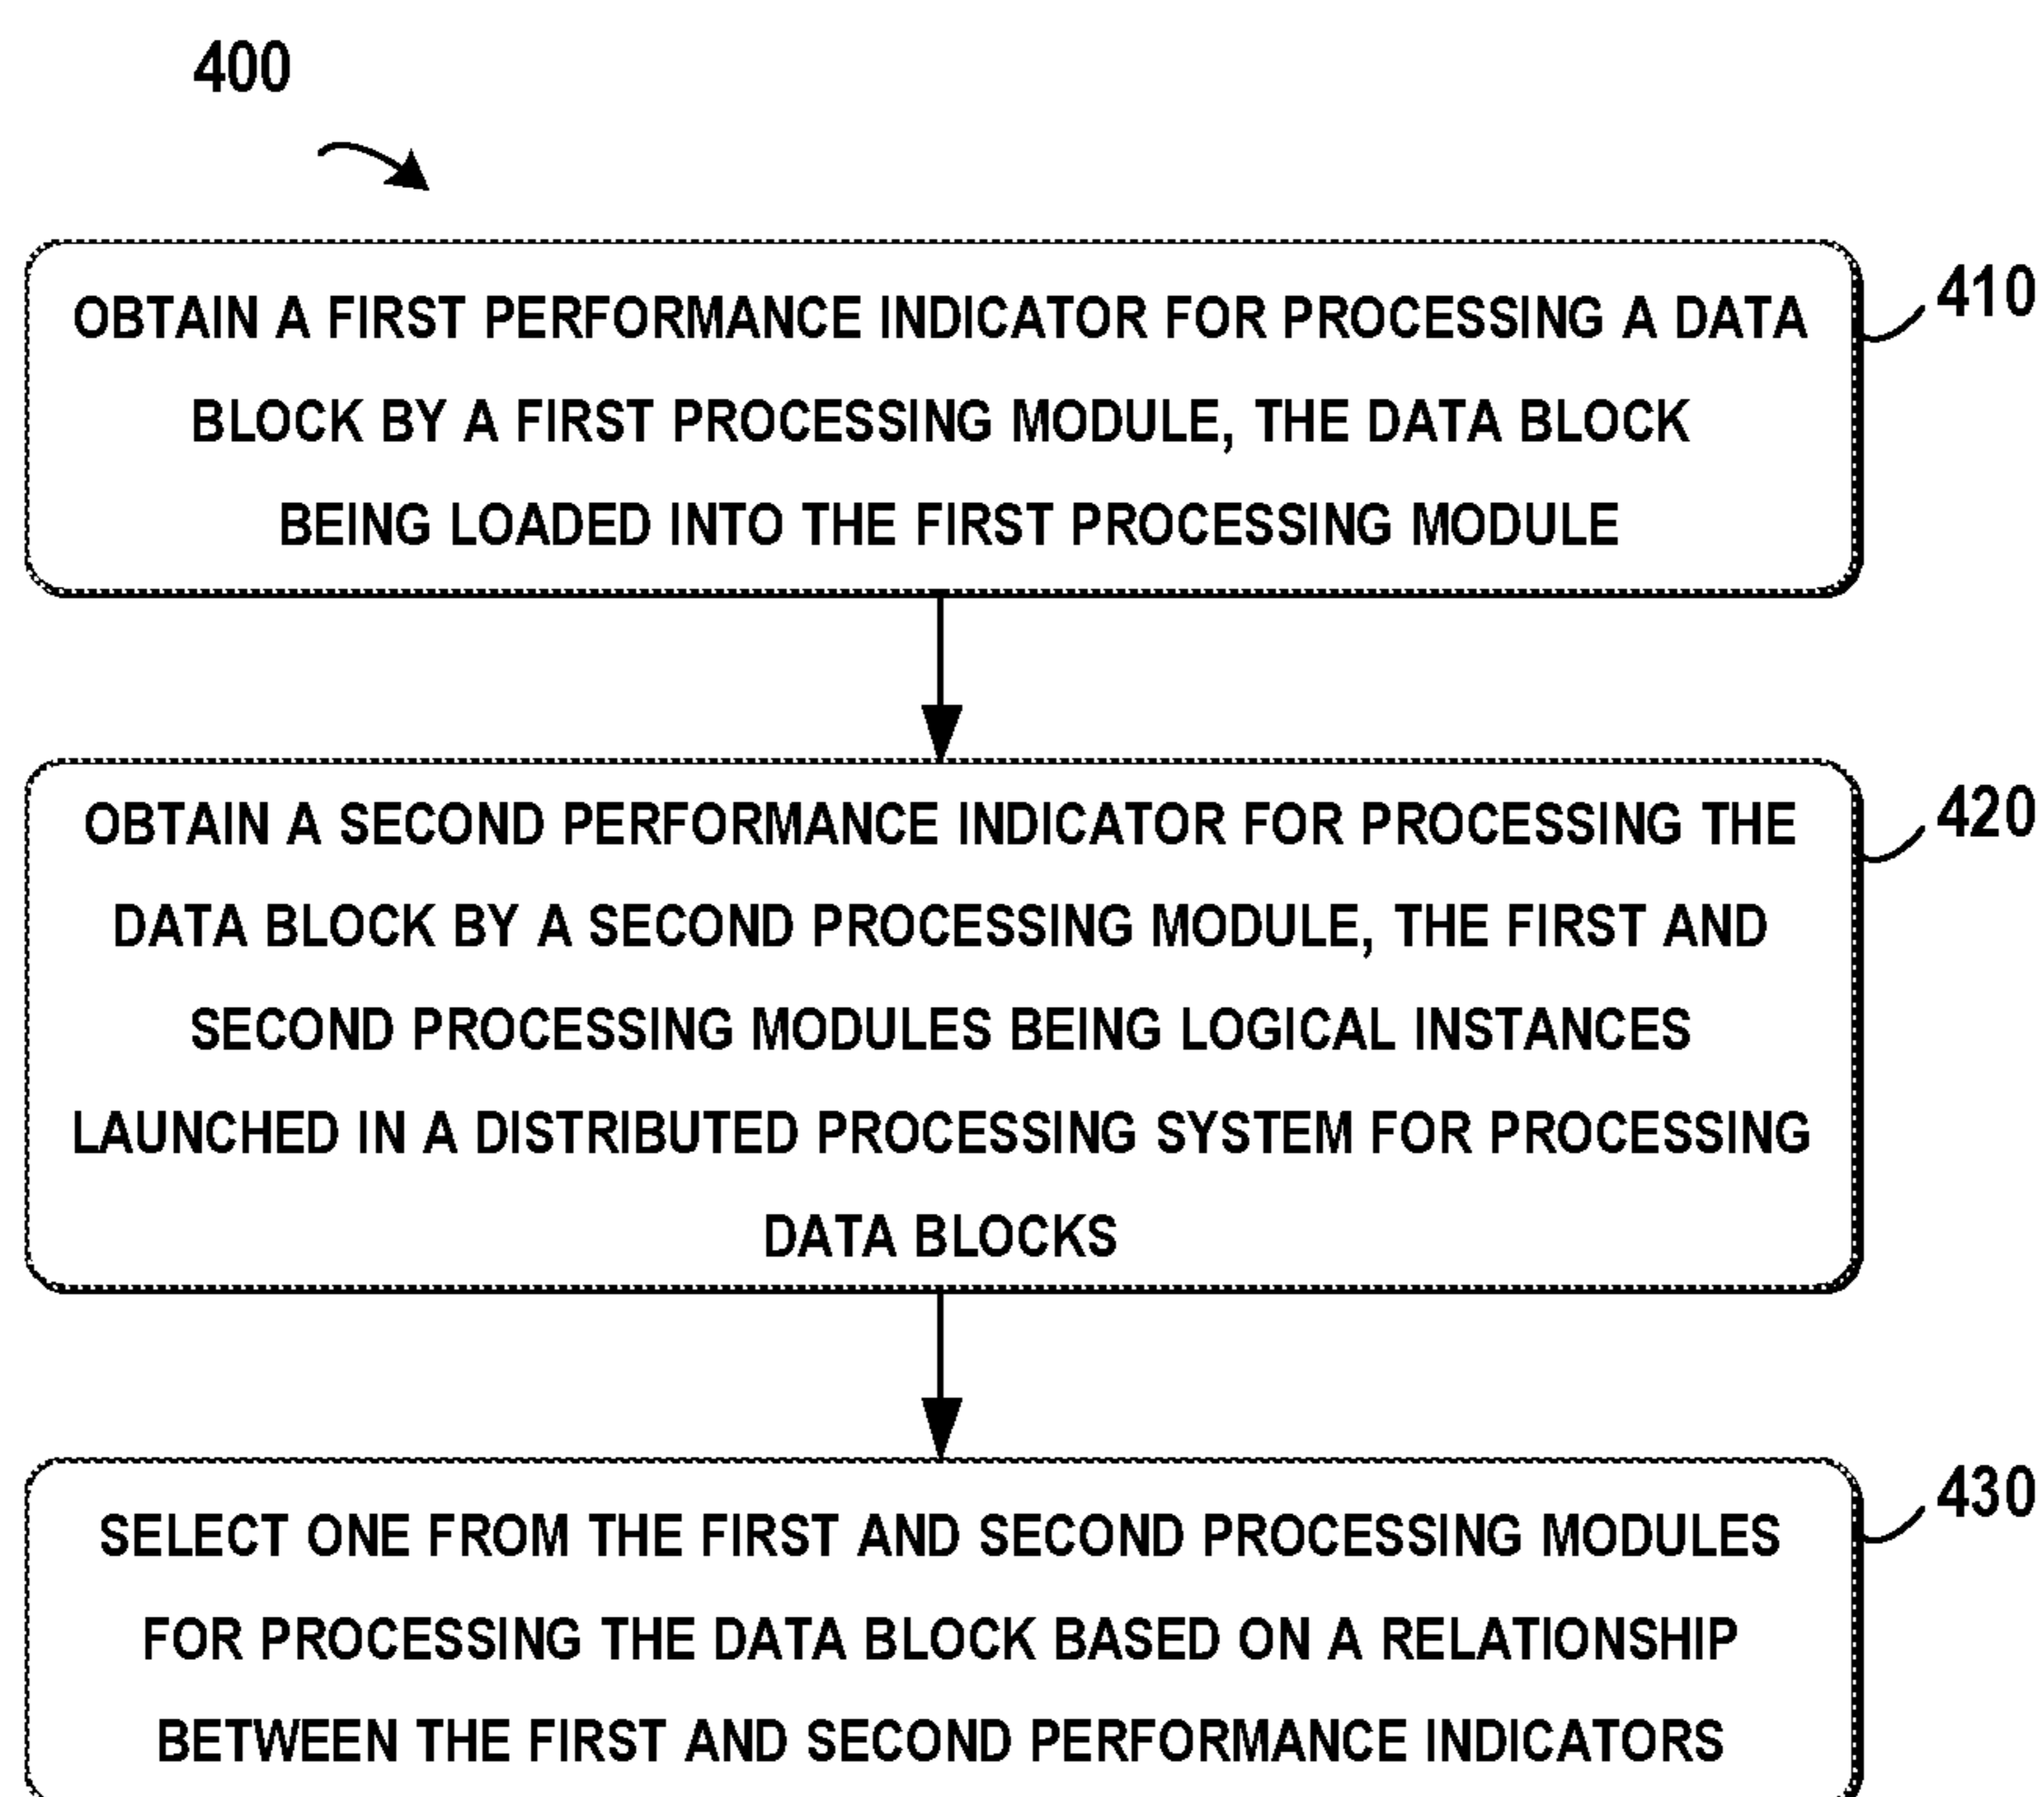 400
OBTAIN A FIRST PERFORMANCE INDICATOR FOR PROCESSING A DATA
BLOCK BY A FIRST PROCESSING MODULE, THE DATA BLOCK
BEING LOADED INTO THE FIRST PROCESSING MODULE
410
OBTAIN A SECOND PERFORMANCE INDICATOR FOR PROCESSING THE
DATA BLOCK BY A SECOND PROCESSING MODULE, THE FIRST AND
SECOND PROCESSING MODULES BEING LOGICAL INSTANCES
LAUNCHED IN A DISTRIBUTED PROCESSING SYSTEM FOR PROCESSING
DATA BLOCKS
420
SELECT ONE FROM THE FIRST AND SECOND PROCESSING MODULES
FOR PROCESSING THE DATA BLOCK BASED ON A RELATIONSHIP
BETWEEN THE FIRST AND SECOND PERFORMANCE INDICATORS
430